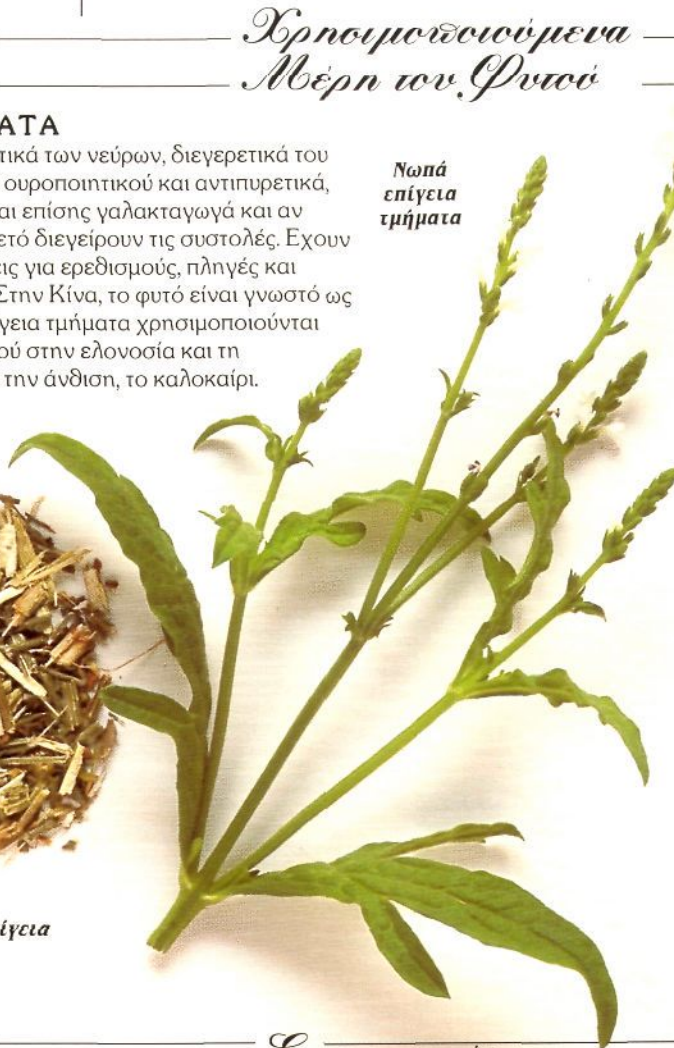 Χρησιμοποιούμενα
Μέρη του Φυτού
ΑΤΑ
τικά των νεύρων, διεγερετικά του
ουροποιητικού και αντιπυρετικά,
αι επίσης γαλακταγωγά και αν
ετό διεγείρουν τις συστολές. Εχουν
εις για ερεθισμούς, πληγές και
Στην Κίνα, το φυτό είναι γνωστό ως
γεια τμήματα χρησιμοποιούνται
ού στην ελονοσία και τη
την άνθιση, το καλοκαίρι.
Νωπά
επίγεια
τμήματα
ίγεια